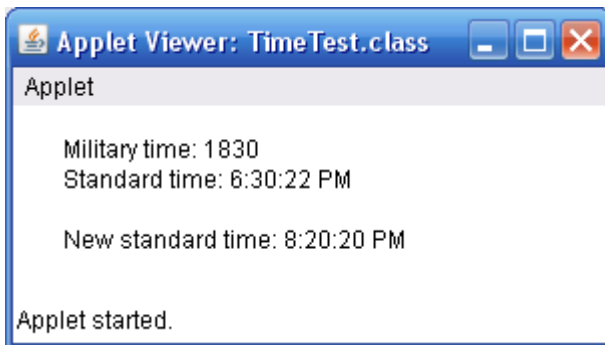 Applet Viewer: TimeTest.class
Applet
Military time: 1830
Standard time: 6:30:22 PM
New standard time: 8:20:20 PM
Applet started.